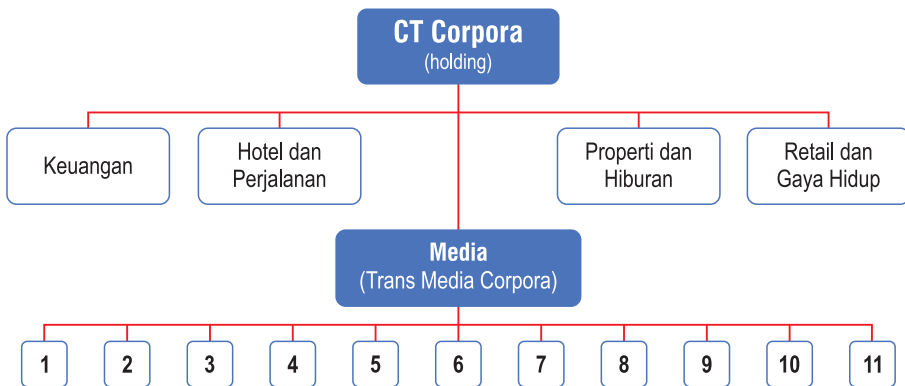 CT Corpora
(holding)
Keuangan
Hotel dan
Perjalanan
Properti dan
Hiburan
Retail dan
Gaya Hidup
Media
(Trans Media Corpora)
1 2 3 4 5 6 7 8 9 10 11